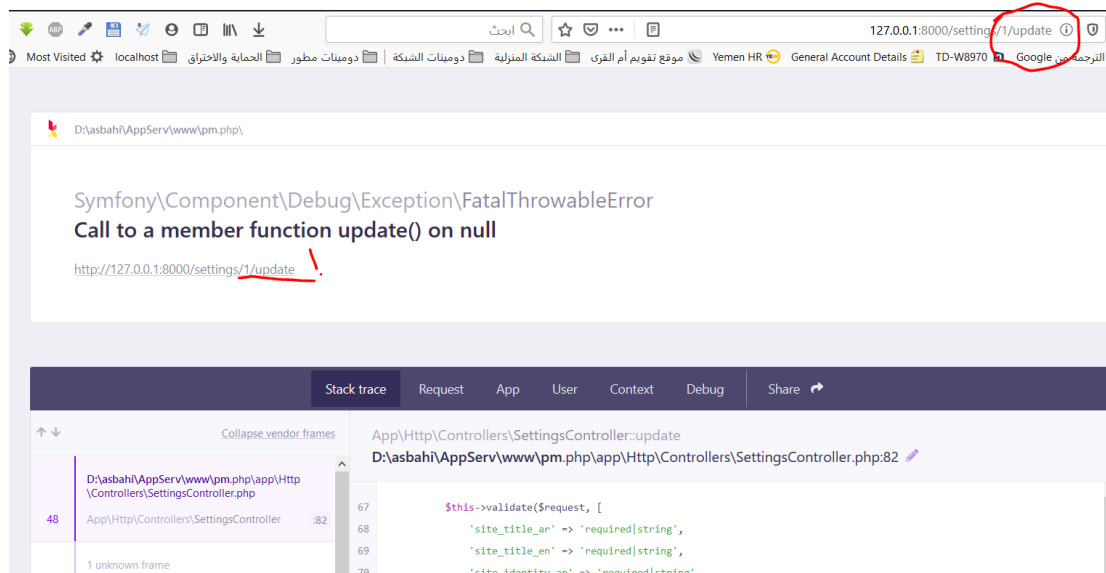 ABP
ابحث
127.0.0.1:8000/settings/1/update
Most Visited
localhost
الحماية والاختراق
دومينات مطور
دومينات الشبكة
الشبكة المنزلية
موقع تقويم أم القرى
Yemen HR
General Account Details
TD-W8970
الترجمة من Google
D:\asbahi\AppServ\www\pm.php\
Symfony\Component\Debug\Exception\FatalThrowableError
Call to a member function update() on null
http://127.0.0.1:8000/settings/1/update
Stack trace Request App User Context Debug Share
Collapse vendor frames
D:\asbahi\AppServ\www\pm.php\app\Http
\Controllers\SettingsController.php
48 App\Http\Controllers\SettingsController :82
1 unknown frame
App\Http\Controllers\SettingsController::update
D:\asbahi\AppServ\www\pm.php\app\Http\Controllers\SettingsController.php:82
67 $this->validate($request, [
68 'site_title_ar' => 'required|string',
69 'site_title_en' => 'required|string',
70 'site_identity_ar' => 'required|string',